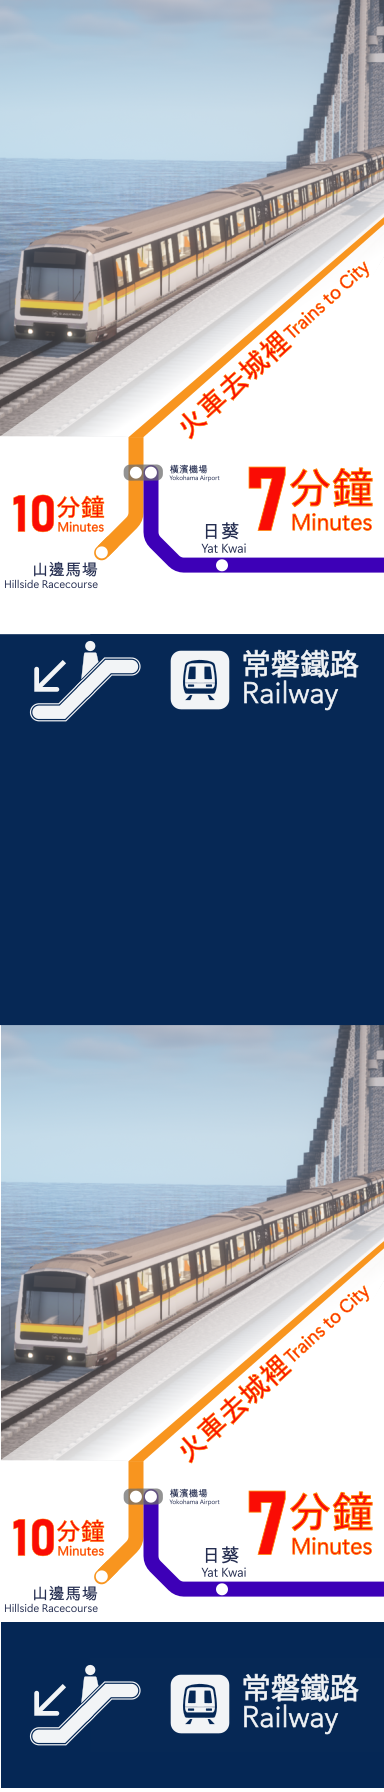 火車去城裡 Trains to City
橫濱機場
Yokohama Airport
10分鐘
Minutes
7分鐘
Minutes
日葵
Yat Kwai
山邊馬場
Hillside Racecourse
常磐鐵路
Railway
火車去城裡 Trains to City
橫濱機場
Yokohama Airport
10分鐘
Minutes
7分鐘
Minutes
日葵
Yat Kwai
山邊馬場
Hillside Racecourse
常磐鐵路
Railway